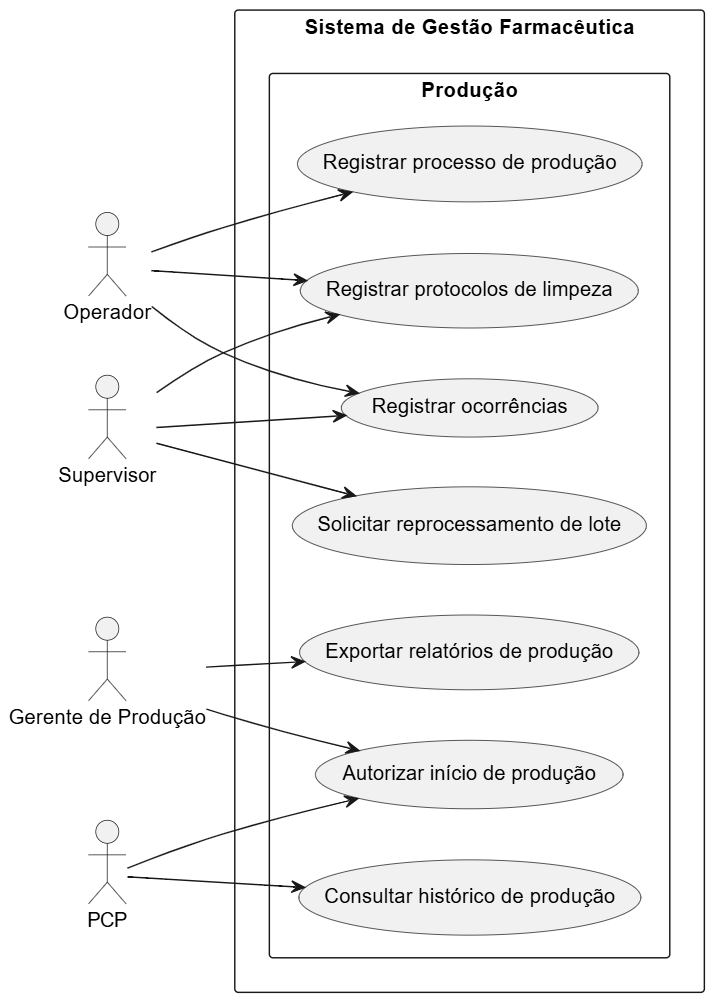 Sistema de Gestão Farmacêutica
Produção
Registrar processo de produção
Registrar protocolos de limpeza
Operador
Registrar ocorrências
Supervisor
Solicitar reprocessamento de lote
Exportar relatórios de produção
Gerente de Produção
Autorizar início de produção
Consultar histórico de produção
PCP